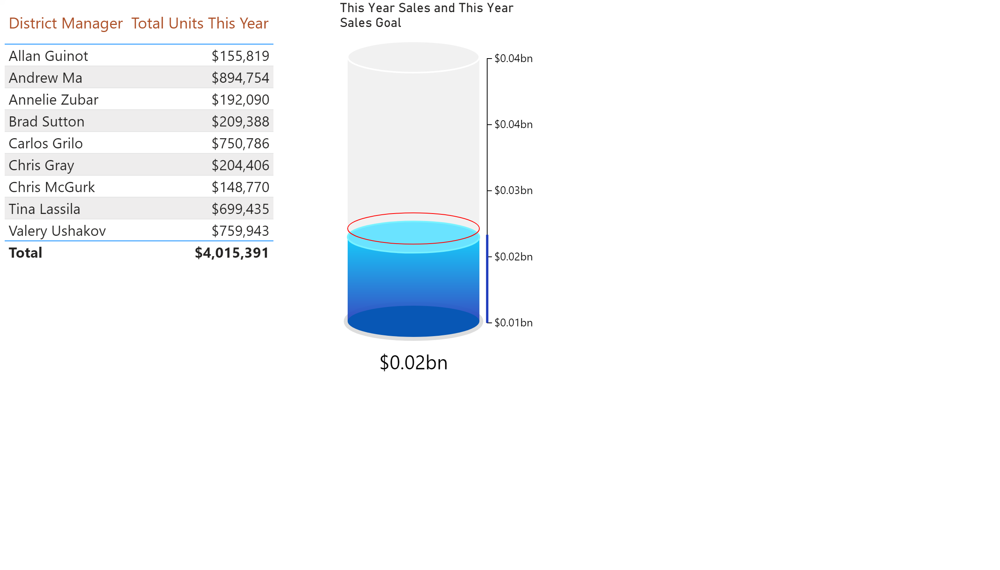 District Manager Total Units This Year
Allan Guinot $155,819
Andrew Ma $894,754
Annelie Zubar $192,090
Brad Sutton $209,388
Carlos Grilo $750,786
Chris Gray $204,406
Chris McGurk $148,770
Tina Lassila $699,435
Valery Ushakov $759,943
Total $4,015,391
This Year Sales and This Year
Sales Goal
$0.04bn
$0.04bn
$0.03bn
$0.02bn
$0.01bn
$0.02bn